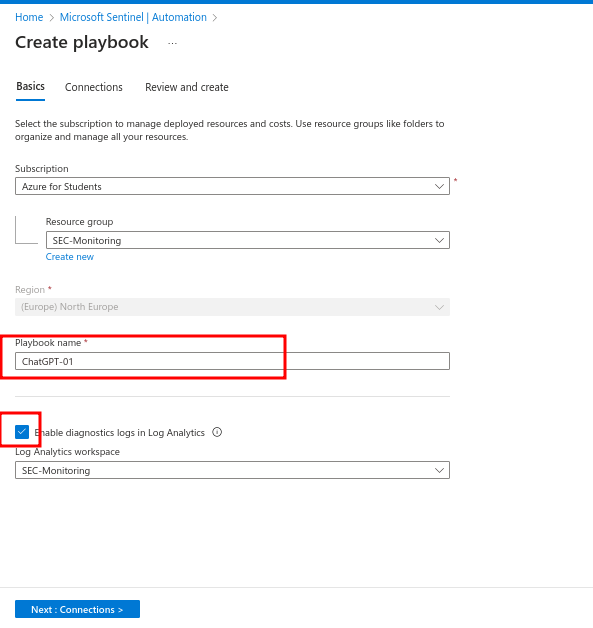 Home > Microsoft Sentinel | Automation >
Create playbook ...
Basics Connections Review and create
Select the subscription to manage deployed resources and costs. Use resource groups like folders to
organize and manage all your resources.
Subscription
Azure for Students *
Resource group
SEC-Monitoring
Create new
Region *
(Europe) North Europe
Playbook name *
ChatGPT-01
Enable diagnostics logs in Log Analytics
Log Analytics workspace
SEC-Monitoring
Next : Connections >